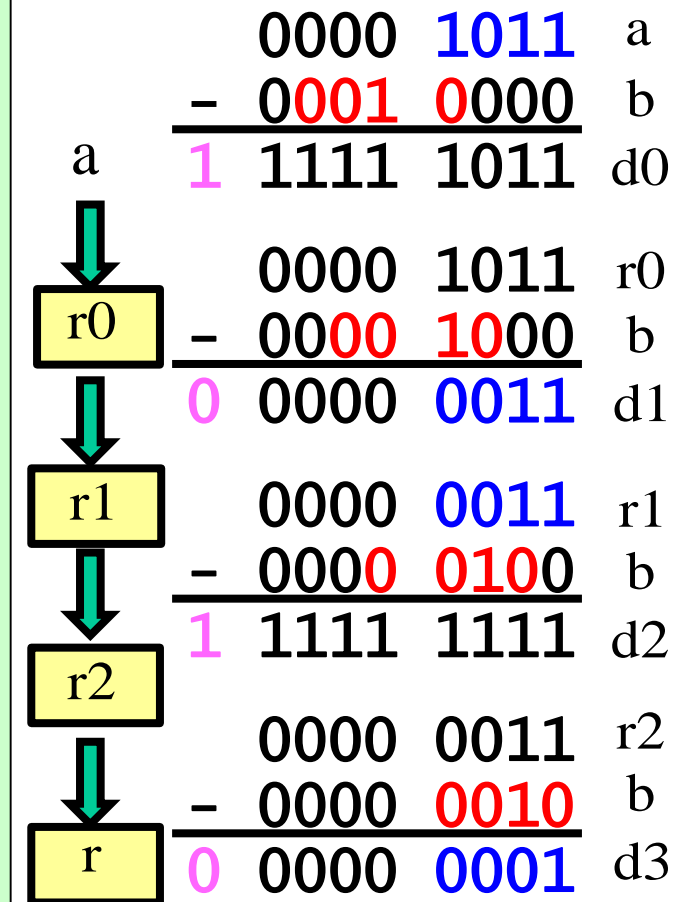 0000 1011 a
- 0001 0000 b
a
1 1111 1011 d0
0000 1011 r0
r0
- 0000 1000 b
0 0000 0011 d1
0000 0011 r1
r1
- 0000 0100 b
1 1111 1111 d2
r2
0000 0011 r2
- 0000 0010 b
r
0 0000 0001 d3